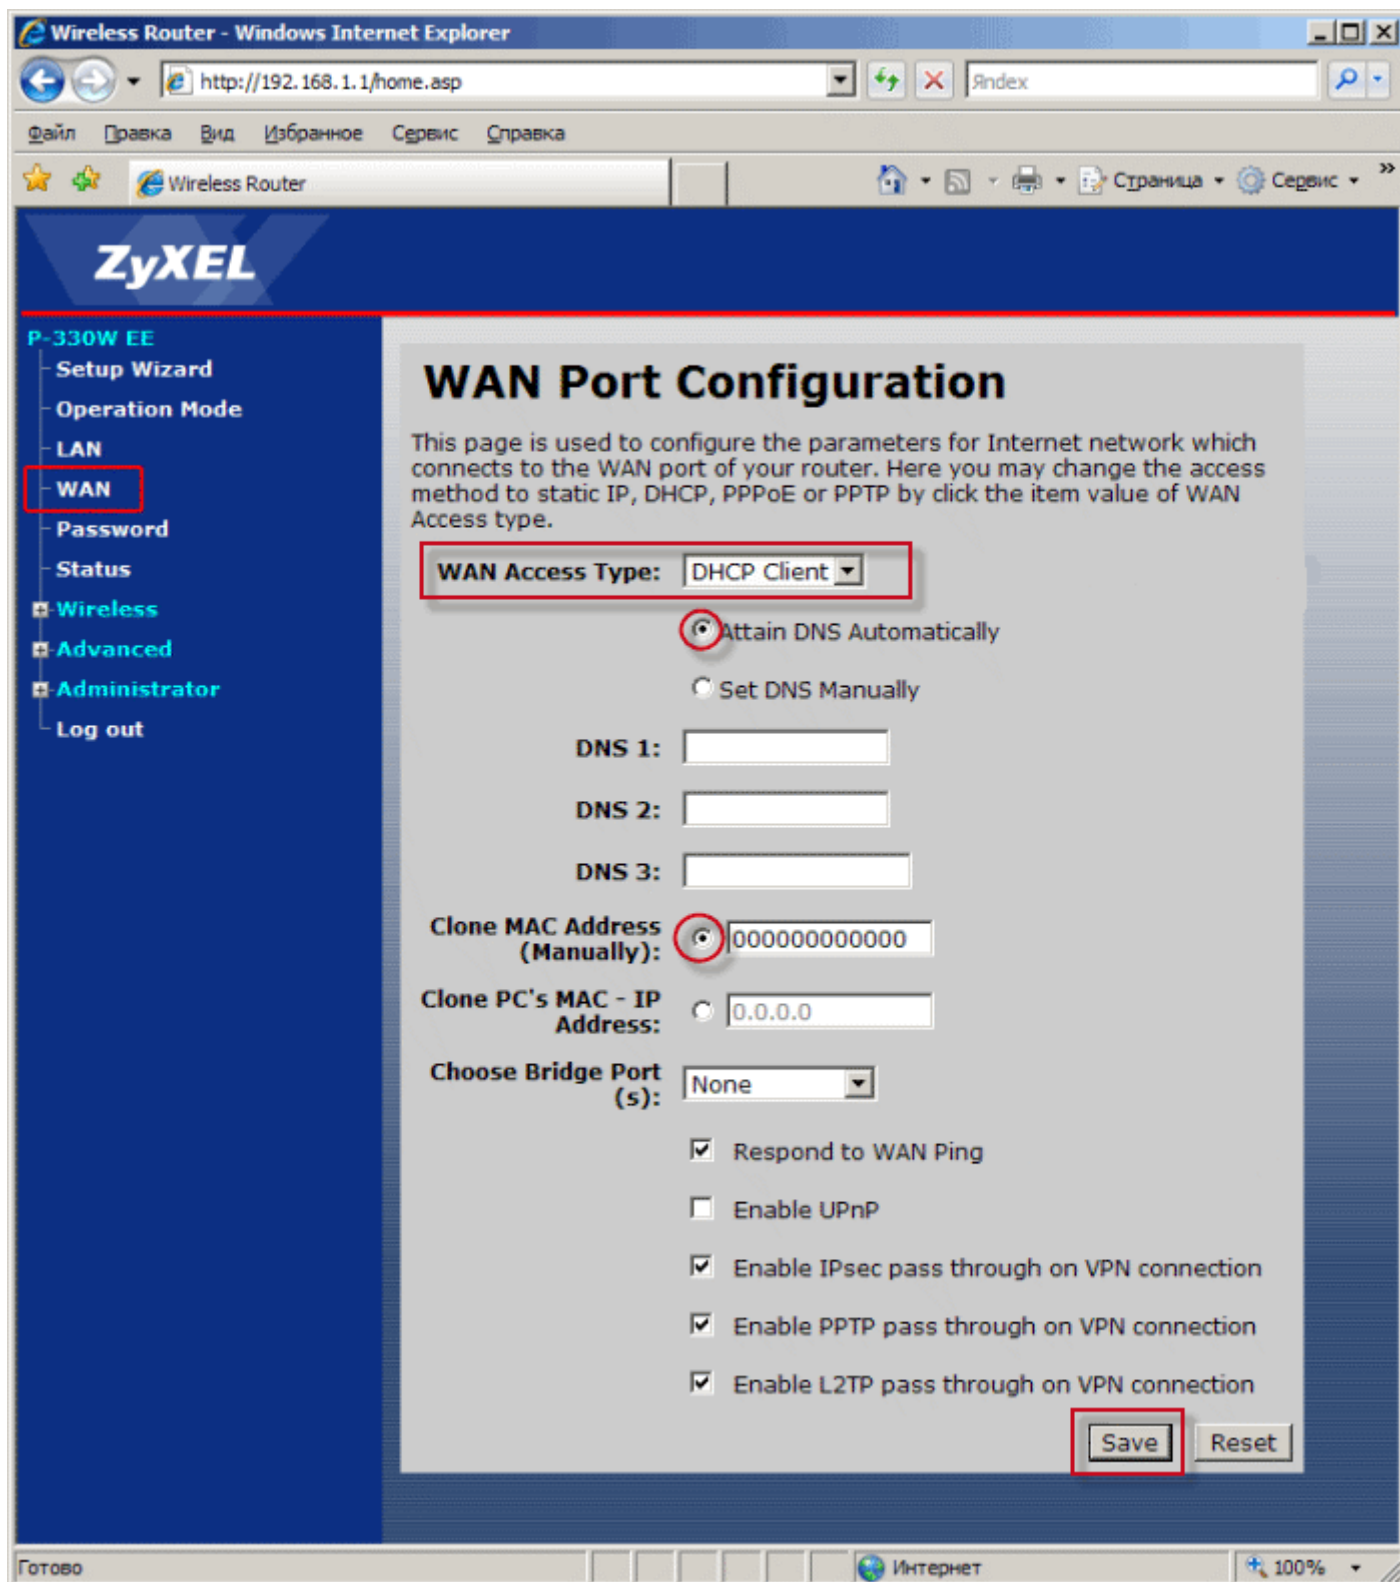 Wireless Router - Windows Internet Explorer
http://192.168.1.1/home.asp
Яndex
Файл Правка Вид Избранное Сервис Справка
Wireless Router
Страница Сервис »
ZyXEL
P-330W EE
Setup Wizard
Operation Mode
LAN
WAN
Password
Status
Wireless
Advanced
Administrator
Log out
WAN Port Configuration
This page is used to configure the parameters for Internet network which
connects to the WAN port of your router. Here you may change the access
method to static IP, DHCP, PPPoE or PPTP by click the item value of WAN
Access type.
WAN Access Type: DHCP Client
Attain DNS Automatically
Set DNS Manually
DNS 1:
DNS 2:
DNS 3:
Clone MAC Address
(Manually): 000000000000
Clone PC's MAC - IP
Address: 0.0.0.0
Choose Bridge Port
(s): None
Respond to WAN Ping
Enable UPnP
Enable IPsec pass through on VPN connection
Enable PPTP pass through on VPN connection
Enable L2TP pass through on VPN connection
Save Reset
Готово Интернет 100%